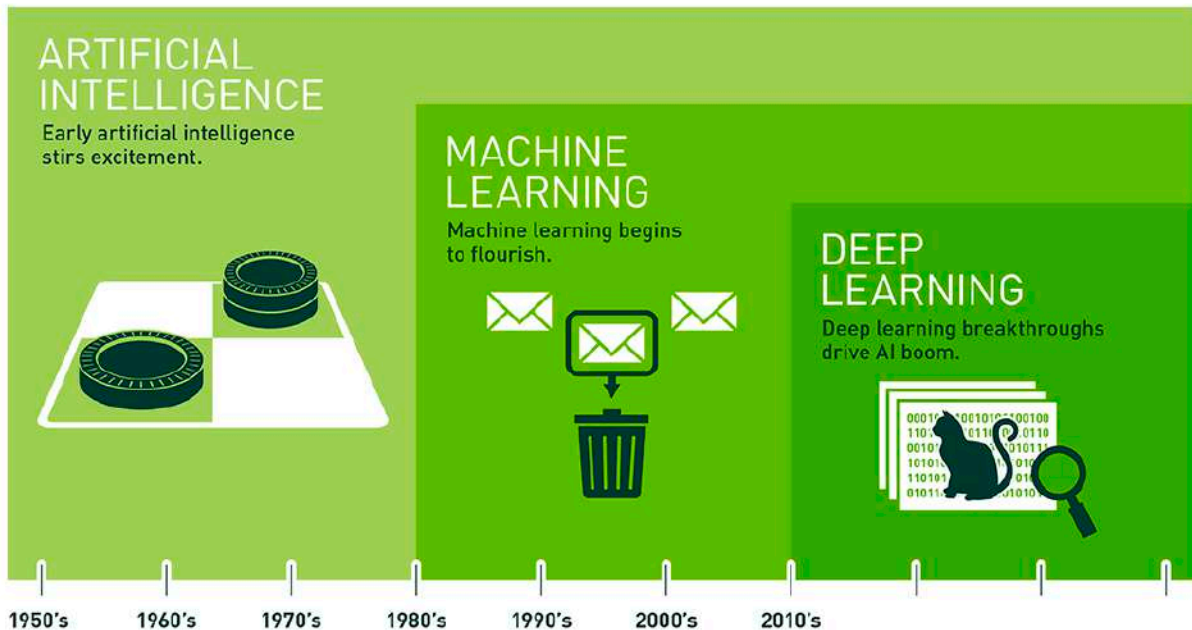 ARTIFICIAL
INTELLIGENCE
Early artificial intelligence
stirs excitement.
MACHINE
LEARNING
Machine learning begins
to flourish.
DEEP
LEARNING
Deep learning breakthroughs
drive AI boom.
1950's 1960's 1970's 1980's 1990's 2000's 2010's